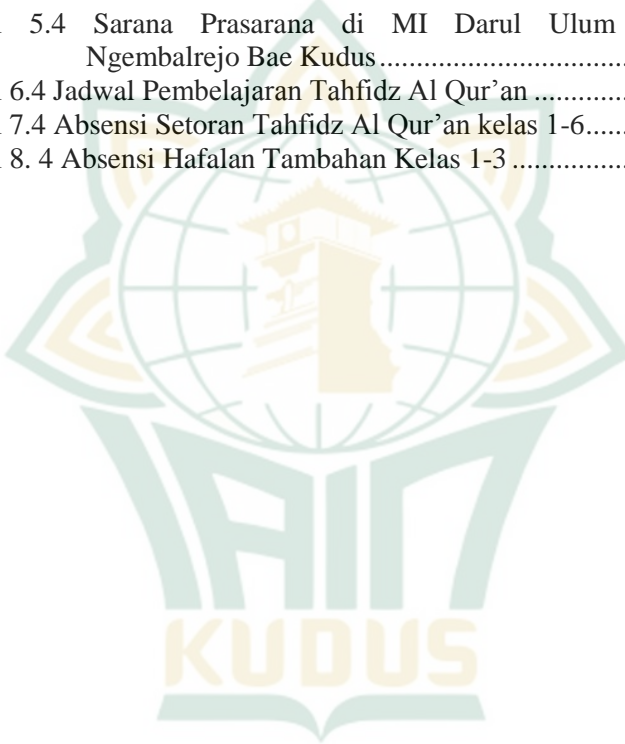 5.4 Sarana Prasarana di MI Darul Ulum
Ngembalrejo Bae Kudus..............................
6.4 Jadwal Pembelajaran Tahfidz Al Qur’an ..............
7.4 Absensi Setoran Tahfidz Al Qur’an kelas 1-6......
8. 4 Absensi Hafalan Tambahan Kelas 1-3 .................
IAIN
KUDUS